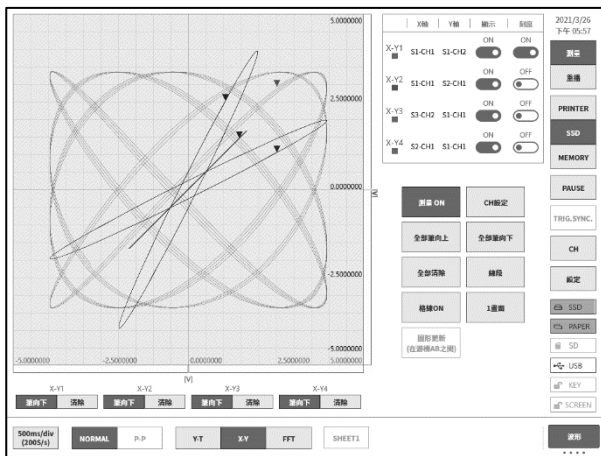 5.0000000
2.5000000
0.0000000
-2.5000000
-5.0000000
[V]
-5.0000000 -2.5000000 0.0000000 2.5000000 5.0000000
[V]
X-Y1 X-Y2 X-Y3 X-Y4
筆向下 清除 筆向下 清除 筆向下 清除 筆向下 清除
X軸 Y軸 顯示 刻度
X-Y1 S1-CH1 S1-CH2 ON ON
X-Y2 S1-CH1 S2-CH1 ON OFF
X-Y3 S3-CH2 S1-CH1 ON OFF
X-Y4 S2-CH1 S1-CH1 ON OFF
測量 ON CH設定
全部筆向上 全部筆向下
全部清除 線段
格線ON 1畫面
圖形更新
(在游標AB之間)
2021/3/26
下午 05:57
測量
重播
PRINTER
SSD
MEMORY
PAUSE
TRIG.SYNC.
CH
設定
SSD
PAPER
SD
USB
KEY
SCREEN
500ms/div
(200S/s)
NORMAL P-P Y-T X-Y FFT SHEET1
波形